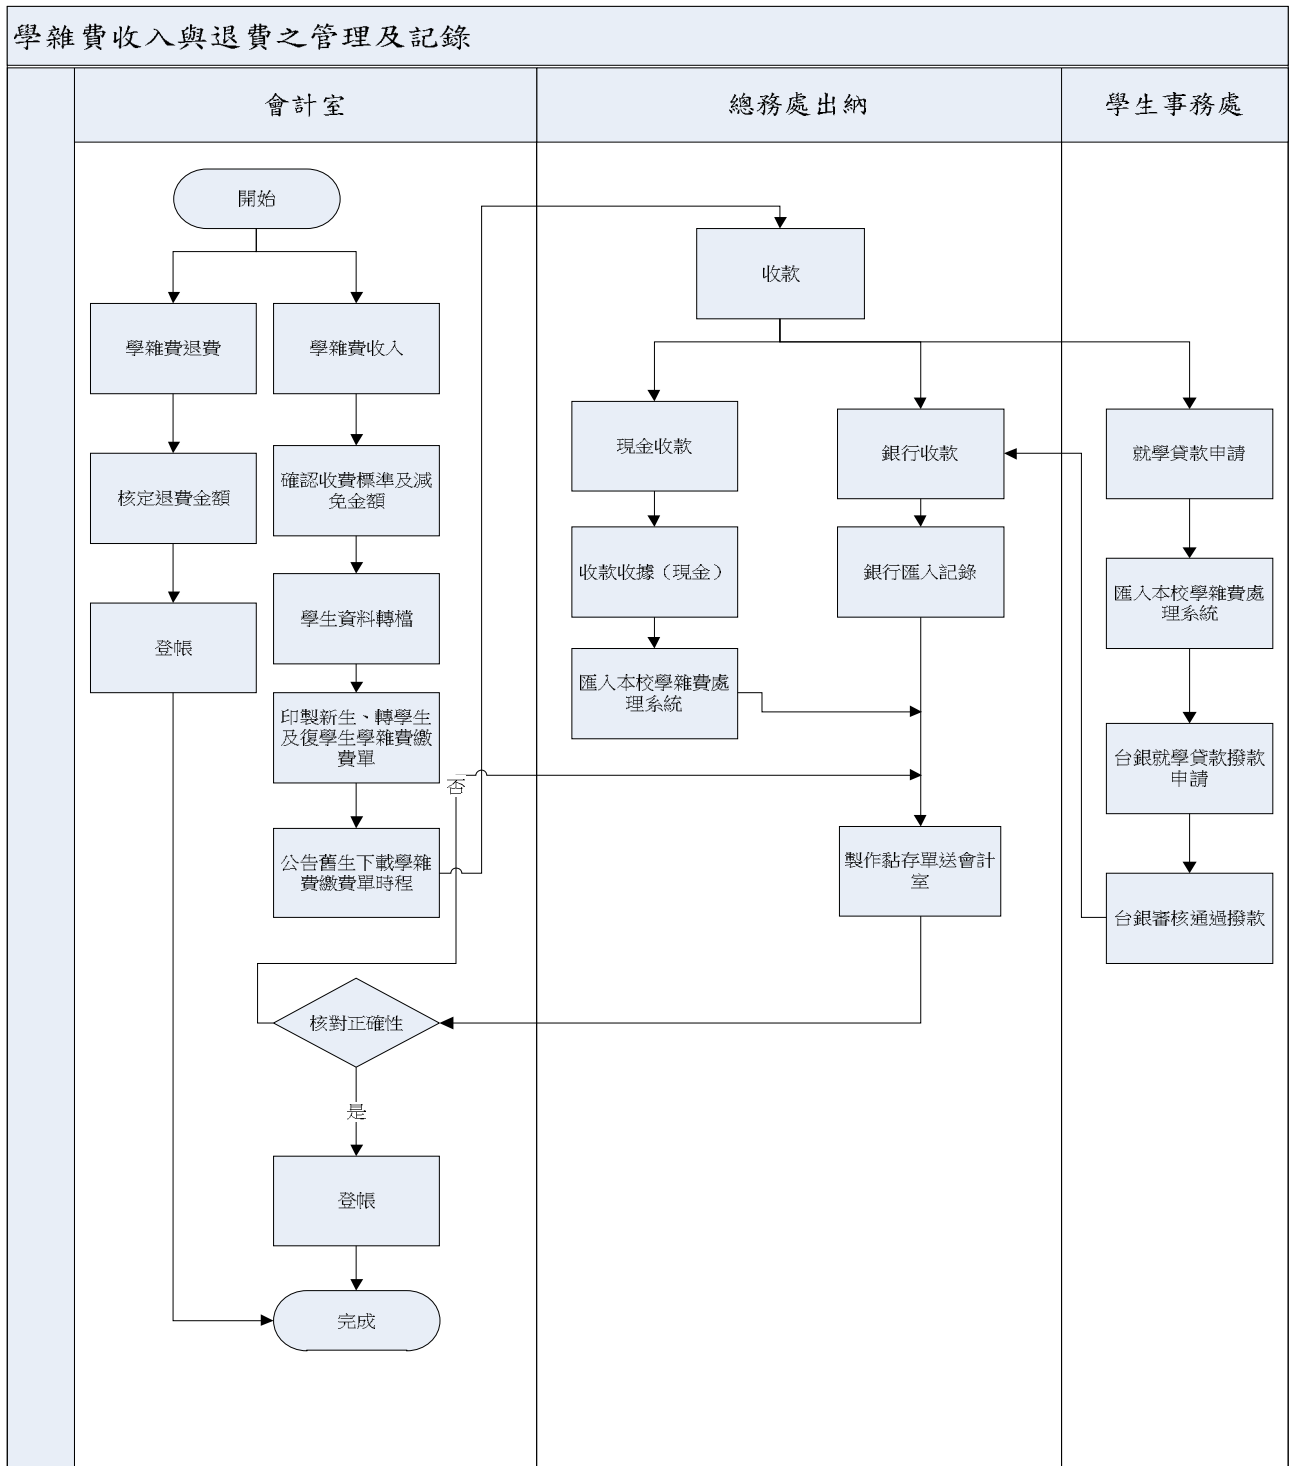 學雜費收入與退費之管理及記錄
會計室
總務處出納
學生事務處
開始
學雜費退費
學雜費收入
核定退費金額
確認收費標準及減
免金額
登帳
學生資料轉檔
印製新生、轉學生
及復學生學雜費繳
費單
公告舊生下載學雜
費繳費單時程
否
核對正確性
是
登帳
完成
收款
現金收款
銀行收款
收款收據（現金）
銀行匯入記錄
匯入本校學雜費處
理系統
製作黏存單送會計
室
就學貸款申請
匯入本校學雜費處
理系統
台銀就學貸款撥款
申請
台銀審核通過撥款